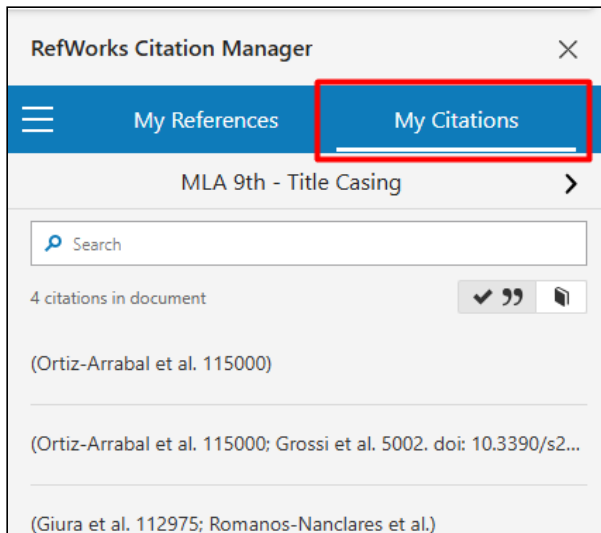 RefWorks Citation Manager
My References My Citations
MLA 9th - Title Casing
Search
4 citations in document
(Ortiz-Arrabal et al. 115000)
(Ortiz-Arrabal et al. 115000; Grossi et al. 5002. doi: 10.3390/s2...
(Giura et al. 112975; Romanos-Nanclares et al.)